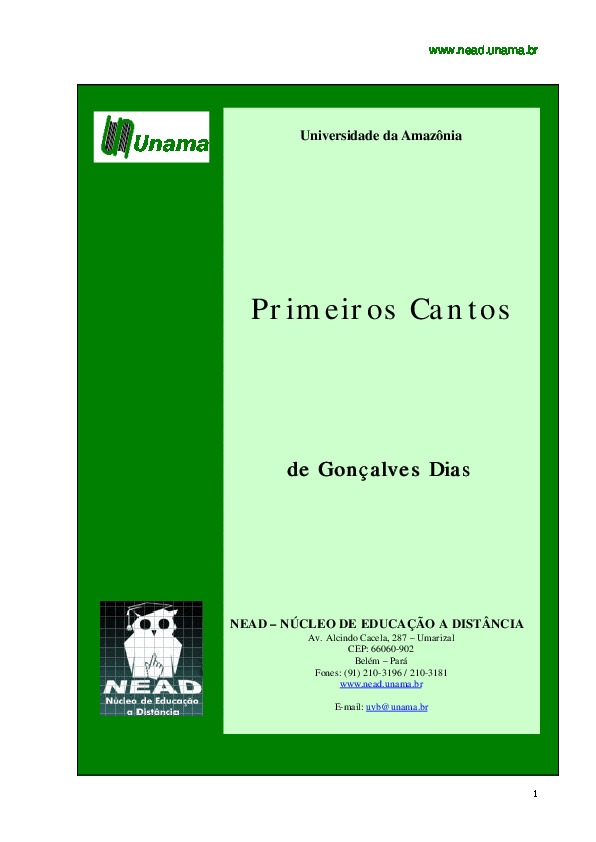 www.nead.unama.br
Unama
Universidade da Amazônia
Primeiros Cantos
de Gonçalves Dias
NEAD – NÚCLEO DE EDUCAÇÃO A DISTÂNCIA
Av. Alcindo Cacela, 287 – Umarizal
CEP: 66060-902
Belém – Pará
Fones: (91) 210-3196 / 210-3181
www.nead.unama.br
E-mail: uvb@unama.br
NEAD
Núcleo de Educação
a Distância
1